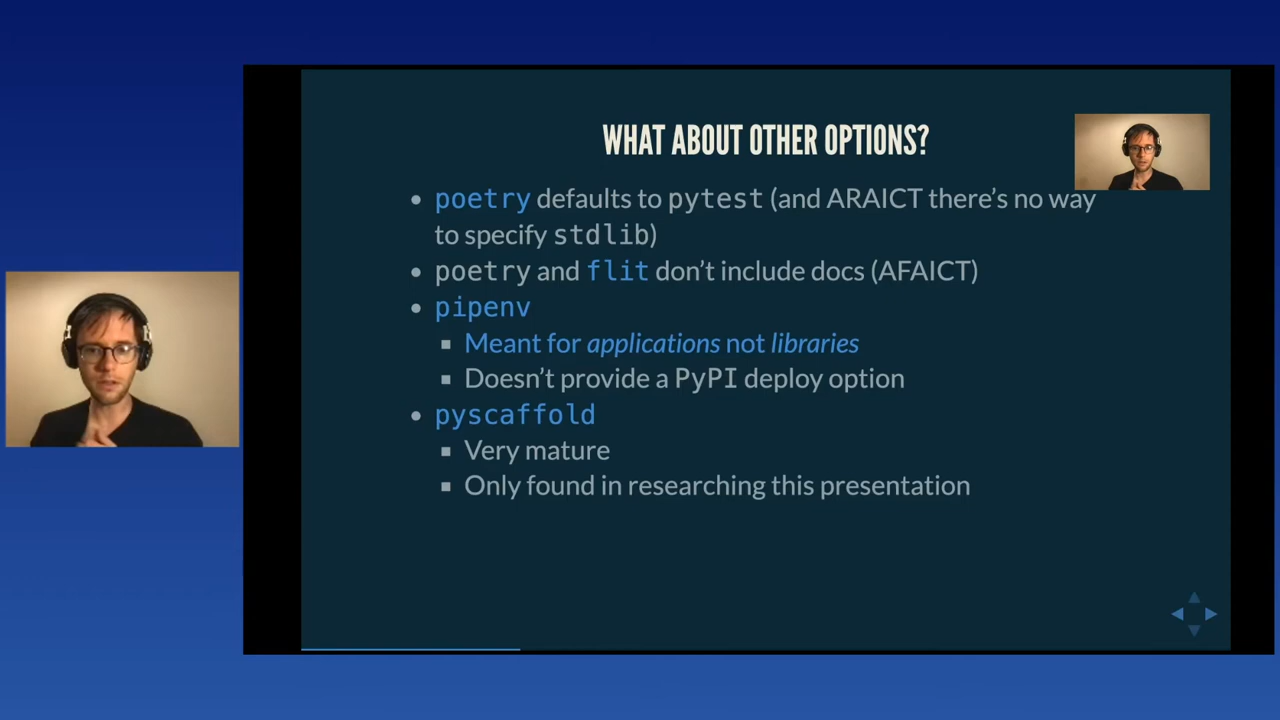 WHAT ABOUT OTHER OPTIONS?
poetry defaults to pytest (and ARAICT there's no way
to specify stdlib)
poetry and flit don't include docs (AFAICT)
pipenv
Meant for applications not libraries
Doesn't provide a PyPI deploy option
pyscaffold
Very mature
Only found in researching this presentation